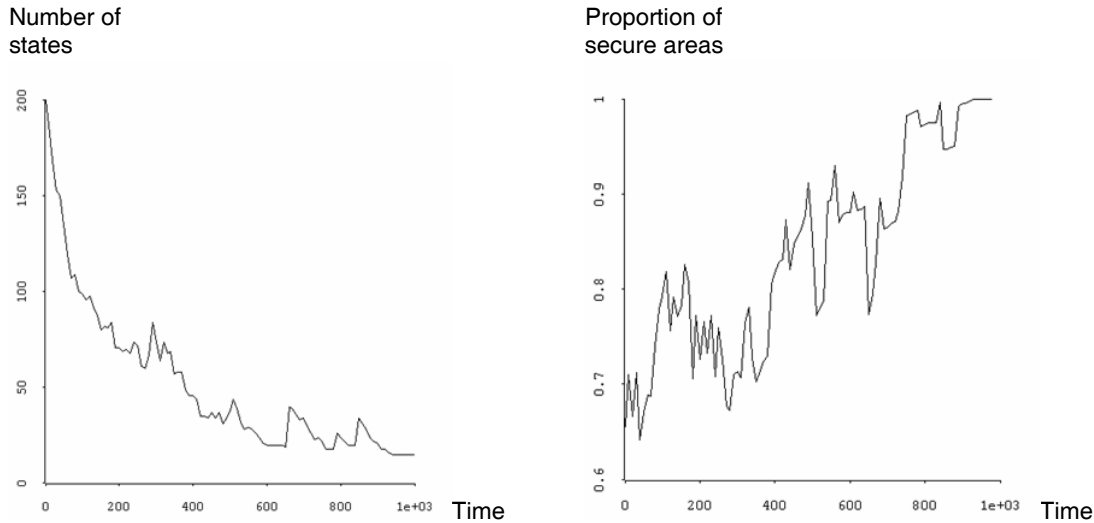 Number of
states
200
150
100
50
0
0 200 400 600 800 1e+03
Time
Proportion of
secure areas
1
0.9
0.8
0.7
0.6
0 200 400 600 800 1e+03
Time